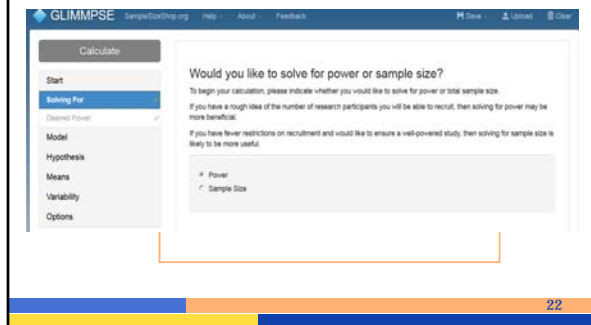 GLIMMPSE SampleSizeShop.org Help About Feedback Save Upload Clear
Calculate
Start
Solving For
Desired Power
Model
Hypothesis
Means
Variability
Options
Would you like to solve for power or sample size?
To begin your calculation, please indicate whether you would like to solve for power or total sample size.
If you have a rough idea of the number of research participants you will be able to recruit, then solving for power may be
more beneficial.
If you have fewer restrictions on recruitment and would like to ensure a well-powered study, then solving for sample size is
likely to be more useful.
Power
Sample Size
22